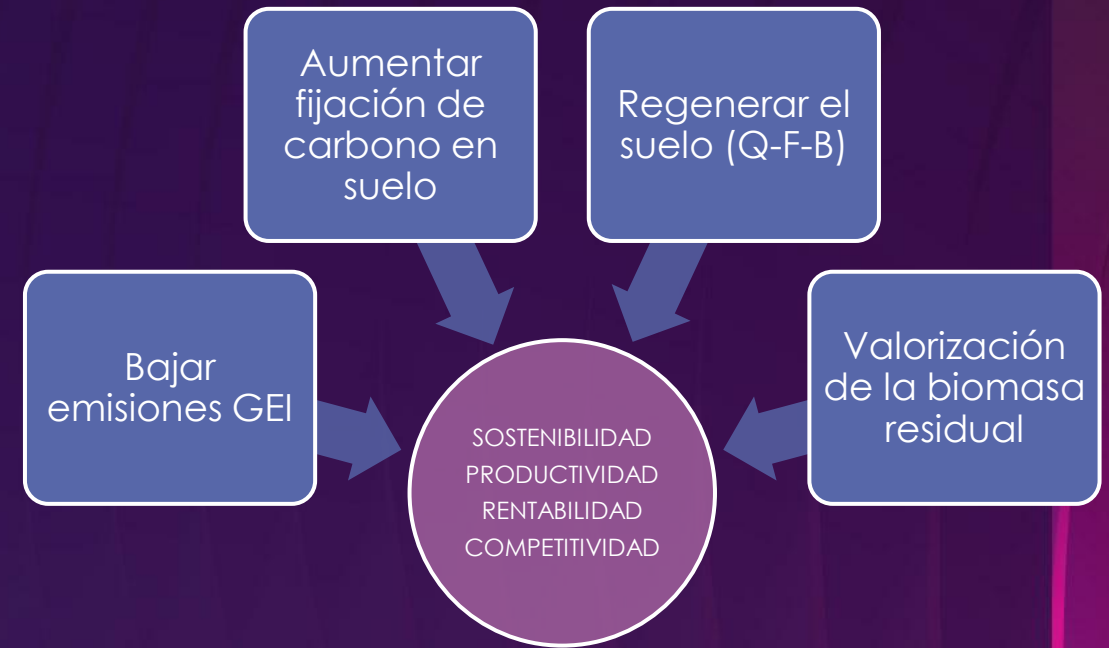 Aumentar
fijación de
carbono en
suelo
Regenerar el
suelo (Q-F-B)
Bajar
emisiones GEI
Valorización
de la biomasa
residual
SOSTENIBILIDAD
PRODUCTIVIDAD
RENTABILIDAD
COMPETITIVIDAD